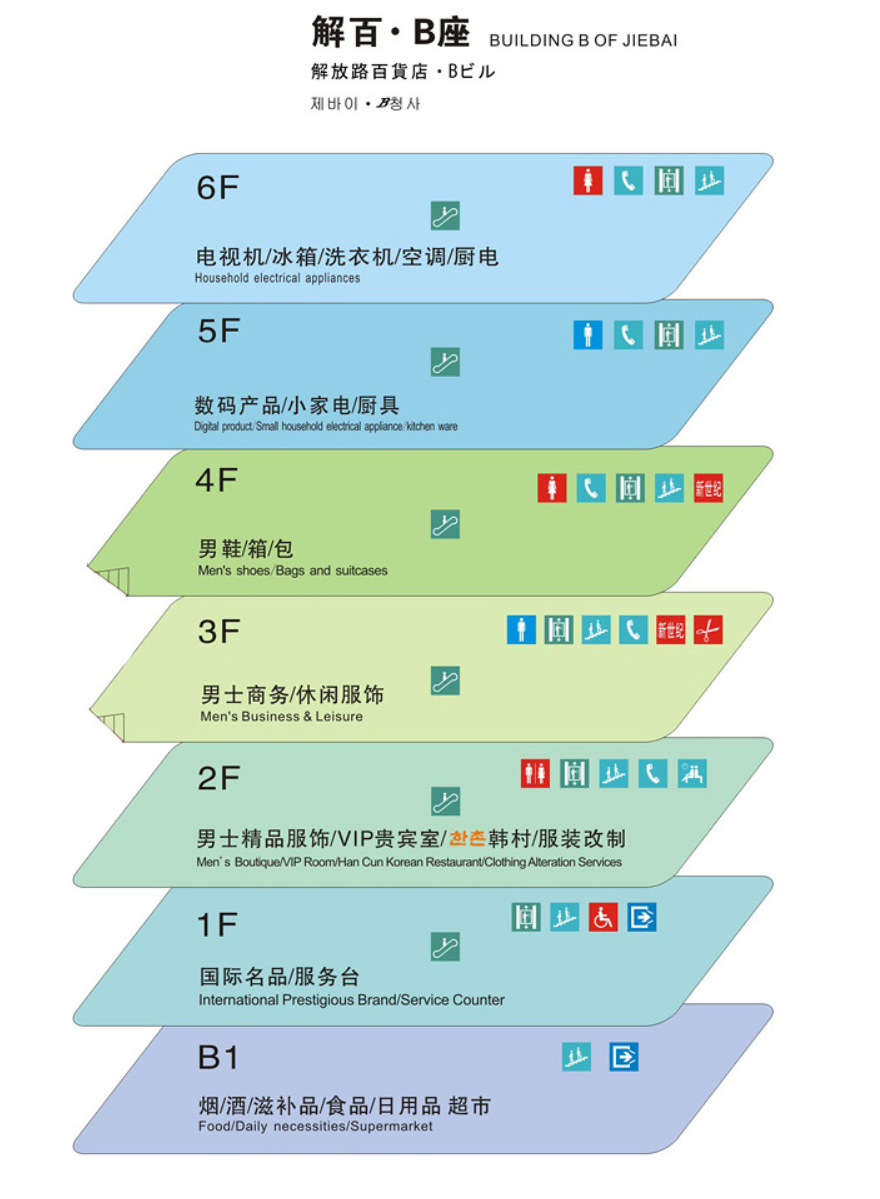 解百·B座 BUILDING B OF JIEBAI
解放路百貨店·Bビル
제바이·B청사
6F
电视机/冰箱/洗衣机/空调/厨电
Household electrical appliances
5F
数码产品/小家电/厨具
Digital product/Small household electrical appliance/kitchen ware
4F
新世纪
男鞋/箱/包
Men's shoes/Bags and suitcases
3F
新世纪
男士商务/休闲服饰
Men's Business & Leisure
2F
男士精品服饰/VIP贵宾室/한촌韩村/服装改制
Men's Boutique/VIP Room/Han Cun Korean Restaurant/Clothing Alteration Services
1F
国际名品/服务台
International Prestigious Brand/Service Counter
B1
烟/酒/滋补品/食品/日用品 超市
Food/Daily necessities/Supermarket